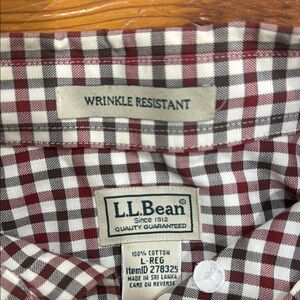 WRINKLE RESISTANT
L.L.Bean®
Since 1912
QUALITY GUARANTEED
100% COTTON
L-REG
ItemID 278325
MADE IN SRI LANKA
CARE ON REVERSE